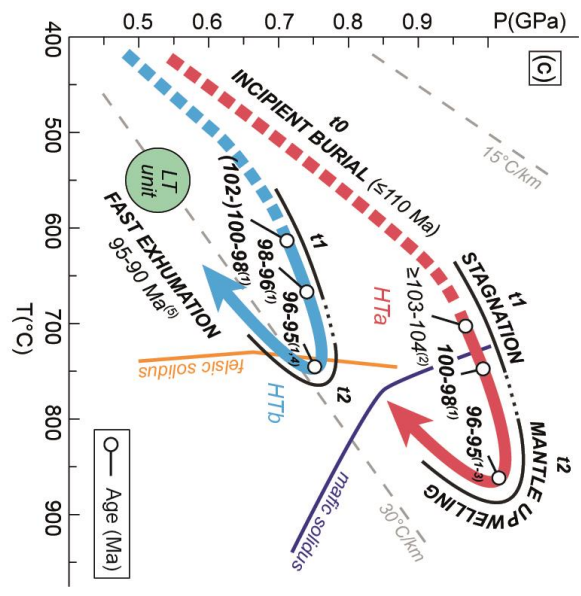 (c)
P(GPa)
0.5
0.6
0.7
0.8
0.9
T(°C)
400
500
600
700
800
900
15°C/km
30°C/km
t0
INCIPIENT BURIAL (≤110 Ma)
t1
STAGNATION
t2
MANTLE UPWELLING
HTa
≥103-104(2)
100-98(1)
96-95(1-3)
t1
(102-)100-98(1)
98-96(1)
96-95(1,4)
t2
HTb
FAST EXHUMATION
95-90 Ma(5)
LT
unit
felsic solidus
mafic solidus
Age (Ma)